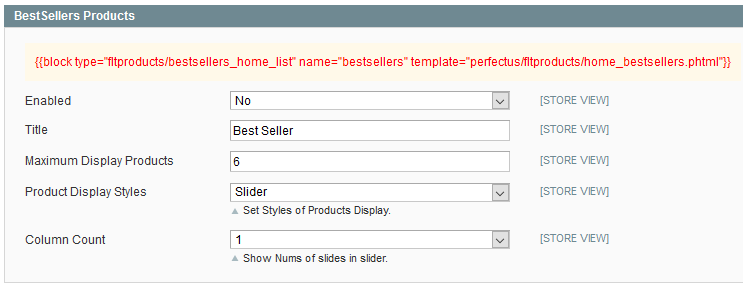 BestSellers Products
{{block type="fltproducts/bestsellers_home_list" name="bestsellers" template="perfectus/fltproducts/home_bestsellers.phtml"}}
Enabled No [STORE VIEW]
Title Best Seller [STORE VIEW]
Maximum Display Products 6 [STORE VIEW]
Product Display Styles Slider [STORE VIEW]
Set Styles of Products Display.
Column Count 1 [STORE VIEW]
Show Nums of slides in slider.